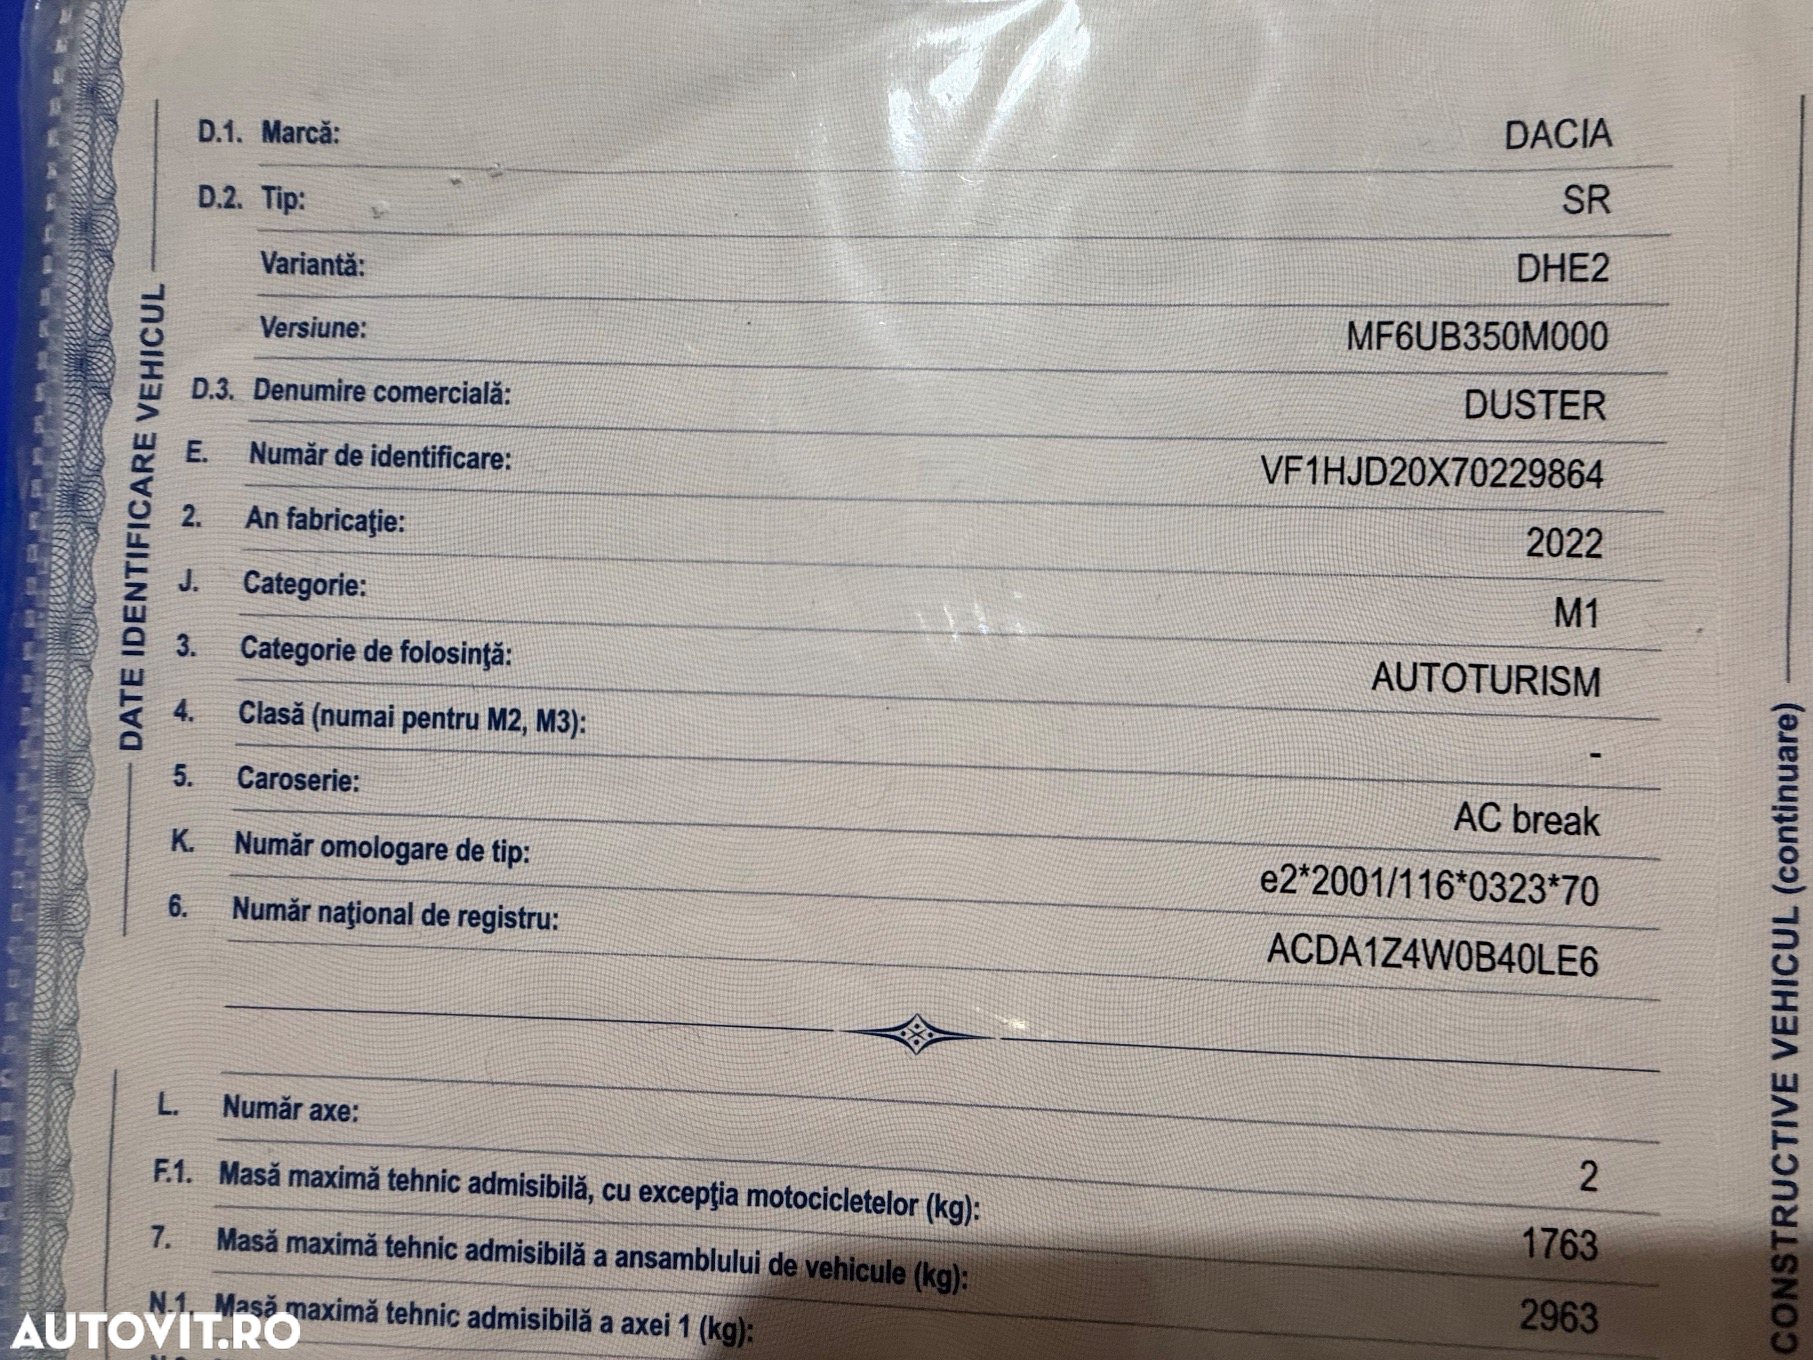 D.1. Marcă: DACIA
D.2. Tip: SR
Variantă: DHE2
Versiune: MF6UB350M000
D.3. Denumire comercială: DUSTER
E. Număr de identificare: VF1HJD20X70229864
2. An fabricaţie: 2022
J. Categorie: M1
3. Categorie de folosinţă: AUTOTURISM
4. Clasă (numai pentru M2, M3): -
5. Caroserie: AC break
K. Număr omologare de tip: e2*2001/116*0323*70
6. Număr naţional de registru: ACDA1Z4W0B40LE6
DATE IDENTIFICARE VEHICUL
L. Număr axe: 2
F.1. Masă maximă tehnic admisibilă, cu excepţia motocicletelor (kg): 1763
7. Masă maximă tehnic admisibilă a ansamblului de vehicule (kg): 2963
N.1. Masă maximă tehnic admisibilă a axei 1 (kg):
CONSTRUCTIVE VEHICUL (continuare)
AUTOVIT.RO